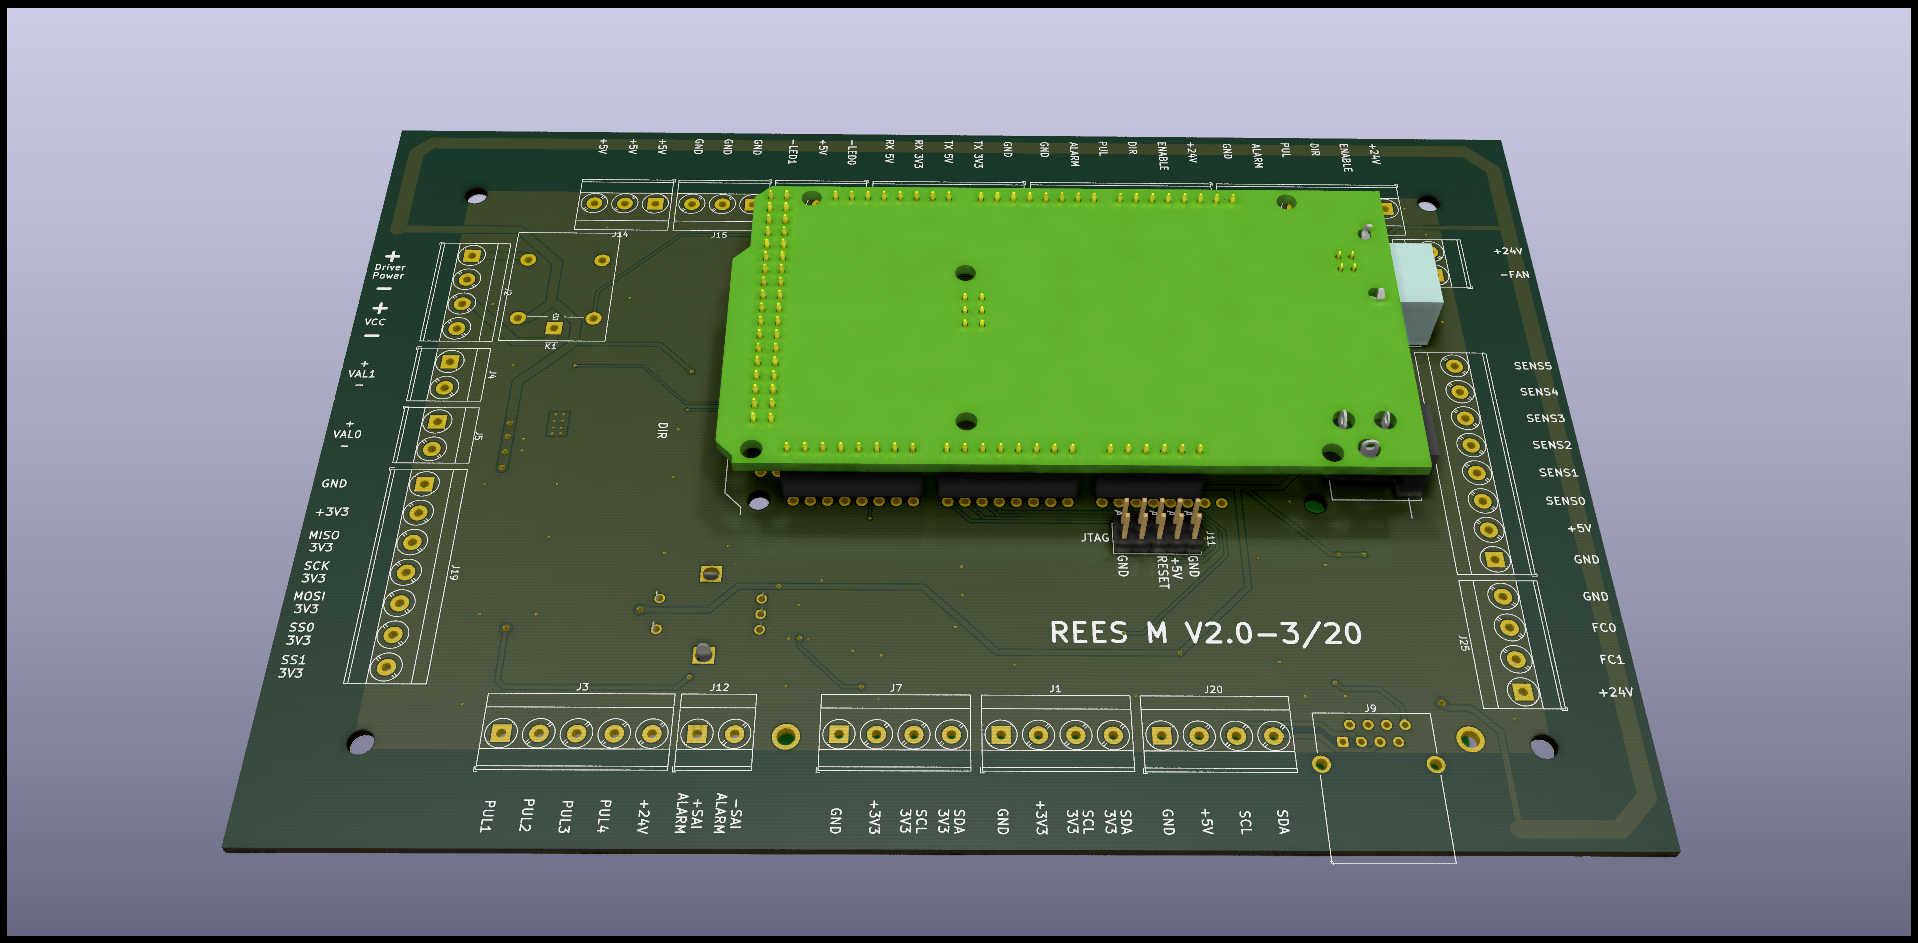 +5V
+5V
+5V
GND
GND
GND
-LED1
+5V
-LED0
RX 5V
RX 3V3
TX 5V
TX 3V3
GND
GND
ALARM
PUL
DIR
ENABLE
+24V
GND
ALARM
PUL
DIR
ENABLE
+24V
J14
J15
+
Driver
Power
-
+
VCC
-
J2
K1
+24V
-FAN
+
VAL1
-
J4
+
VAL0
-
J5
DIR
SENS5
SENS4
SENS3
SENS2
SENS1
SENS0
+5V
GND
GND
+3V3
MISO
3V3
SCK
3V3
MOSI
3V3
SS0
3V3
SS1
3V3
J19
JTAG
J11
GND
RESET
+5V
GND
REES M V2.0-3/20
GND
FC0
FC1
+24V
J25
J3
J12
J7
J1
J20
J9
PUL1
PUL2
PUL3
PUL4
+24V
+SAI
ALARM
-SAI
ALARM
GND
+3V3
SCL
3V3
SDA
3V3
GND
+3V3
SCL
3V3
SDA
3V3
GND
+5V
SCL
SDA